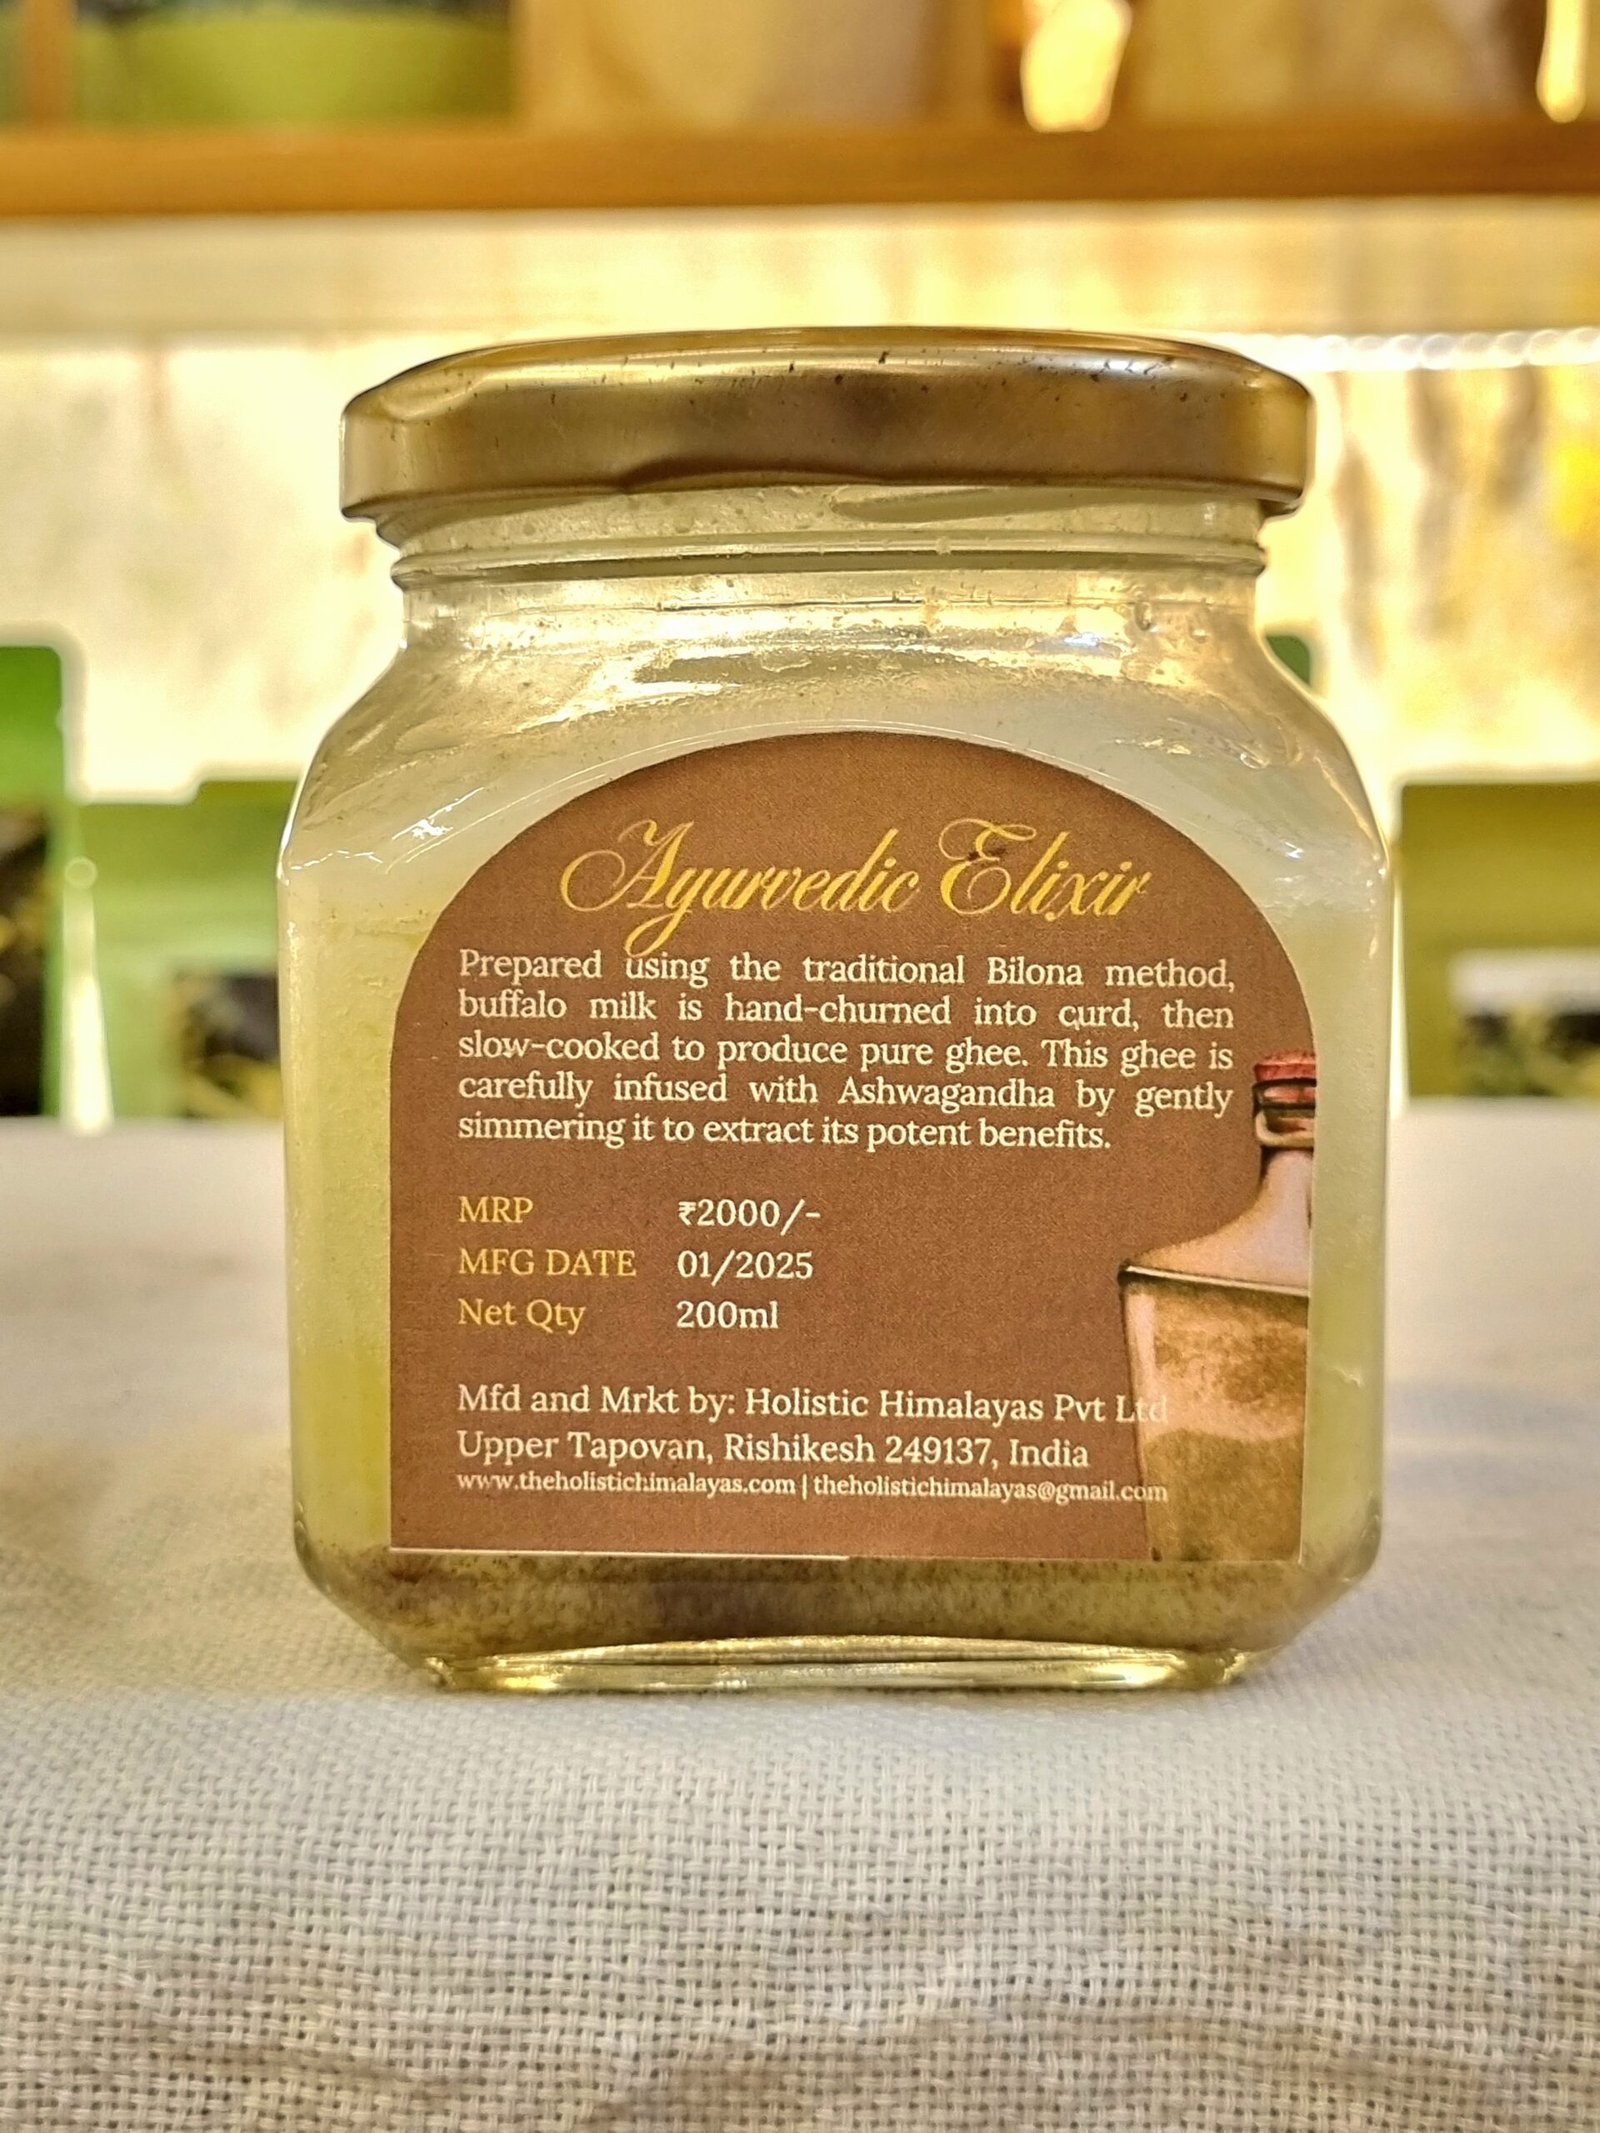 Ayurvedic Elixir
Prepared using the traditional Bilona method,
buffalo milk is hand-churned into curd, then
slow-cooked to produce pure ghee. This ghee is
carefully infused with Ashwagandha by gently
simmering it to extract its potent benefits.
MRP ₹2000/-
MFG DATE 01/2025
Net Qty 200ml
Mfd and Mrkt by: Holistic Himalayas Pvt Ltd
Upper Tapovan, Rishikesh 249137, India
www.theholistichimalayas.com | theholistichimalayas@gmail.com